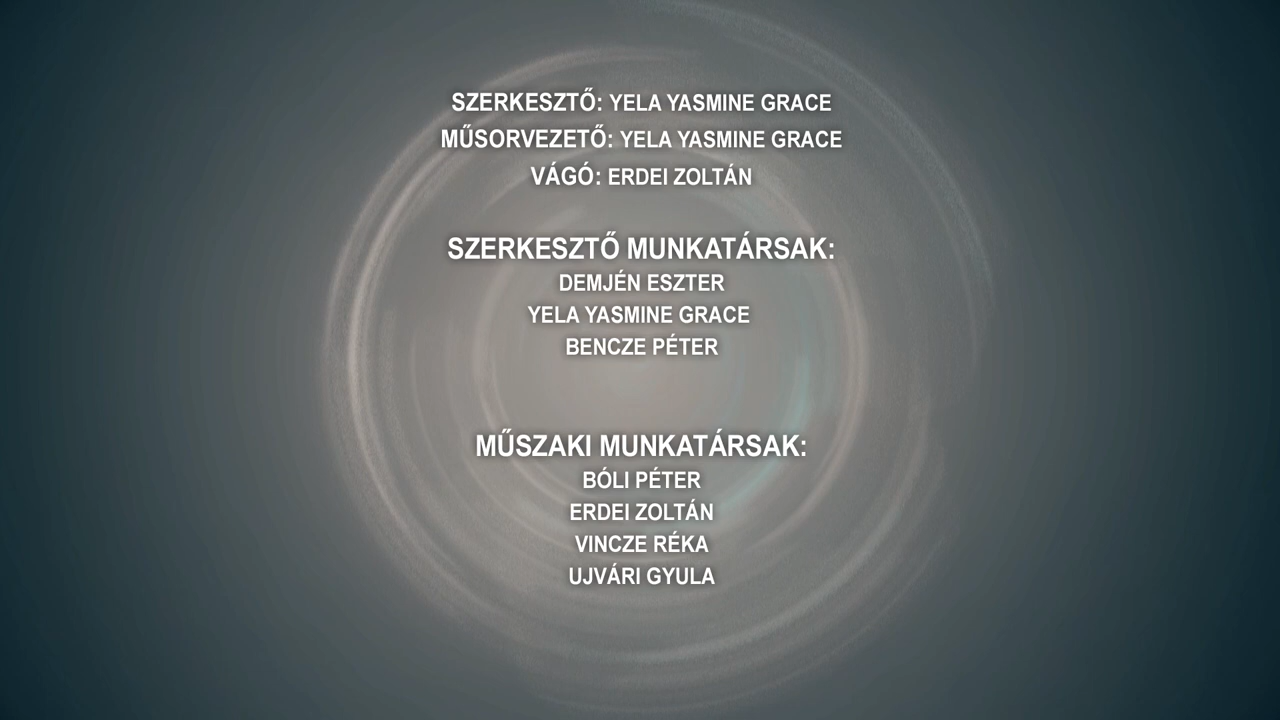 SZERKESZTŐ: YELA YASMINE GRACE
MŰSORVEZETŐ: YELA YASMINE GRACE
VÁGÓ: ERDEI ZOLTÁN
SZERKESZTŐ MUNKATÁRSAK:
DEMJÉN ESZTER
YELA YASMINE GRACE
BENCZE PÉTER
MŰSZAKI MUNKATÁRSAK:
BÓLI PÉTER
ERDEI ZOLTÁN
VINCZE RÉKA
UJVÁRI GYULA